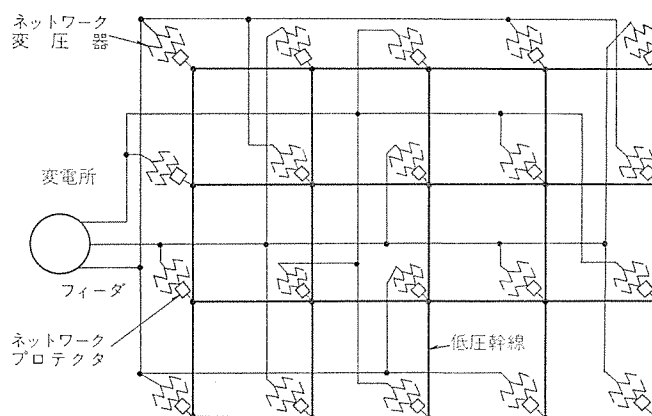 ネットワーク
変圧器
変電所
フィーダ
ネットワーク
プロテクタ
低圧幹線